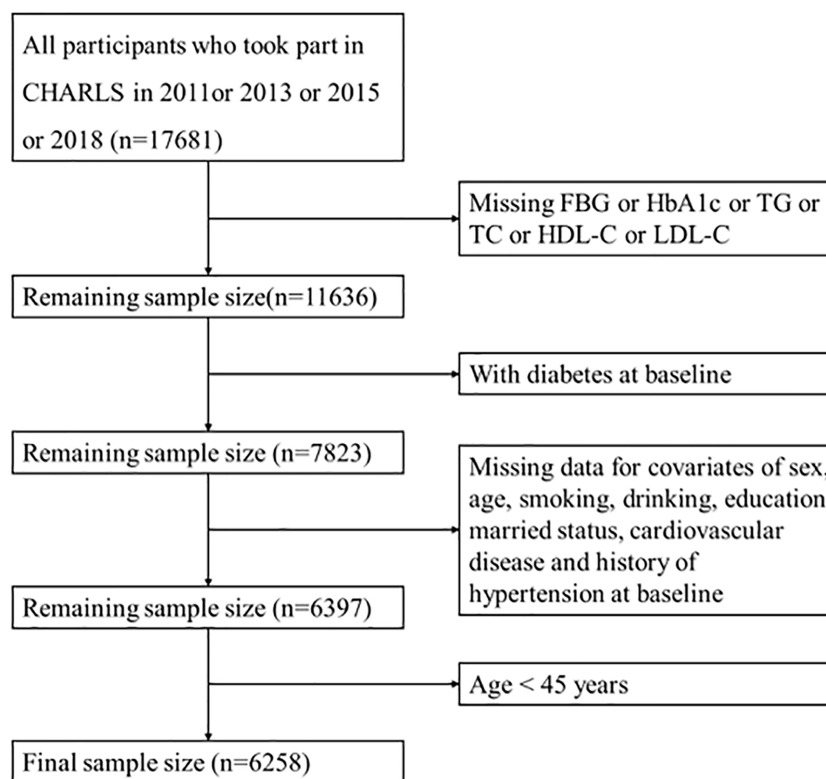 All participants who took part in
CHARLS in 2011or 2013 or 2015
or 2018 (n=17681)
Missing FBG or HbA1c or TG or
TC or HDL-C or LDL-C
Remaining sample size(n=11636)
With diabetes at baseline
Remaining sample size (n=7823)
Missing data for covariates of sex,
age, smoking, drinking, education
married status, cardiovascular
disease and history of
hypertension at baseline
Remaining sample size (n=6397)
Age < 45 years
Final sample size (n=6258)